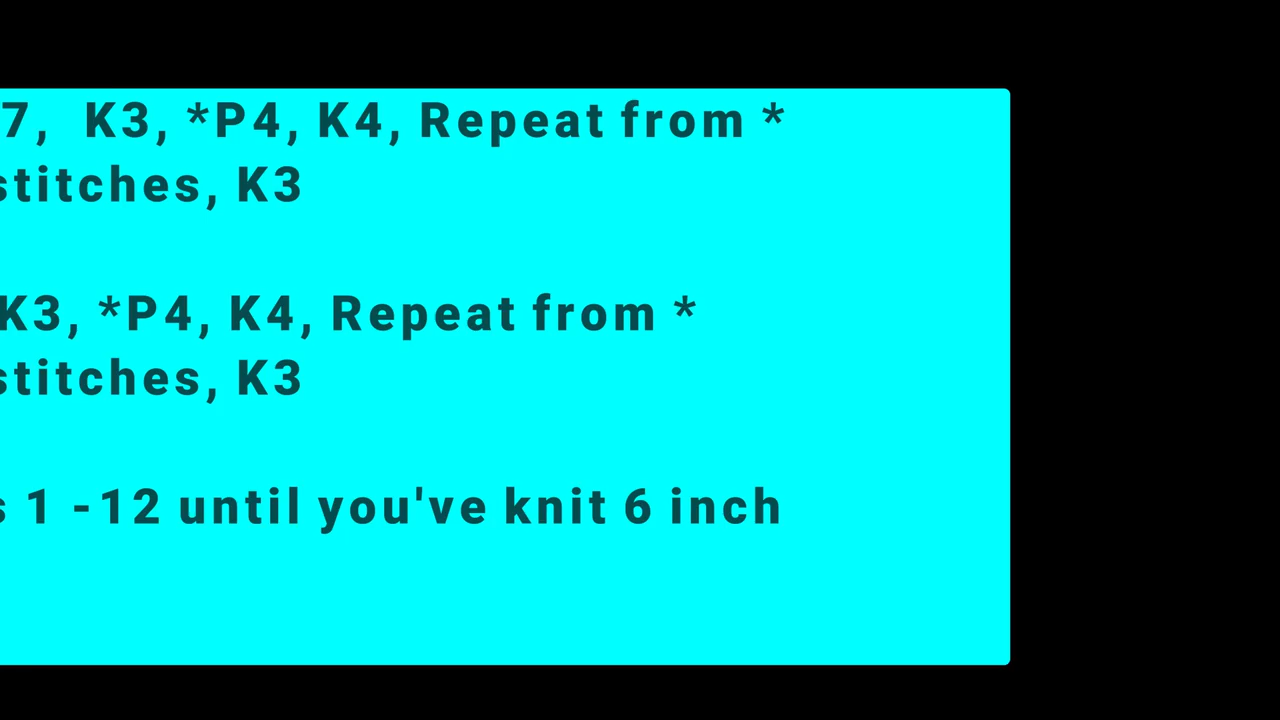 7, K3, *P4, K4, Repeat from *
stitches, K3
K3, *P4, K4, Repeat from *
stitches, K3
s 1 -12 until you've knit 6 inch